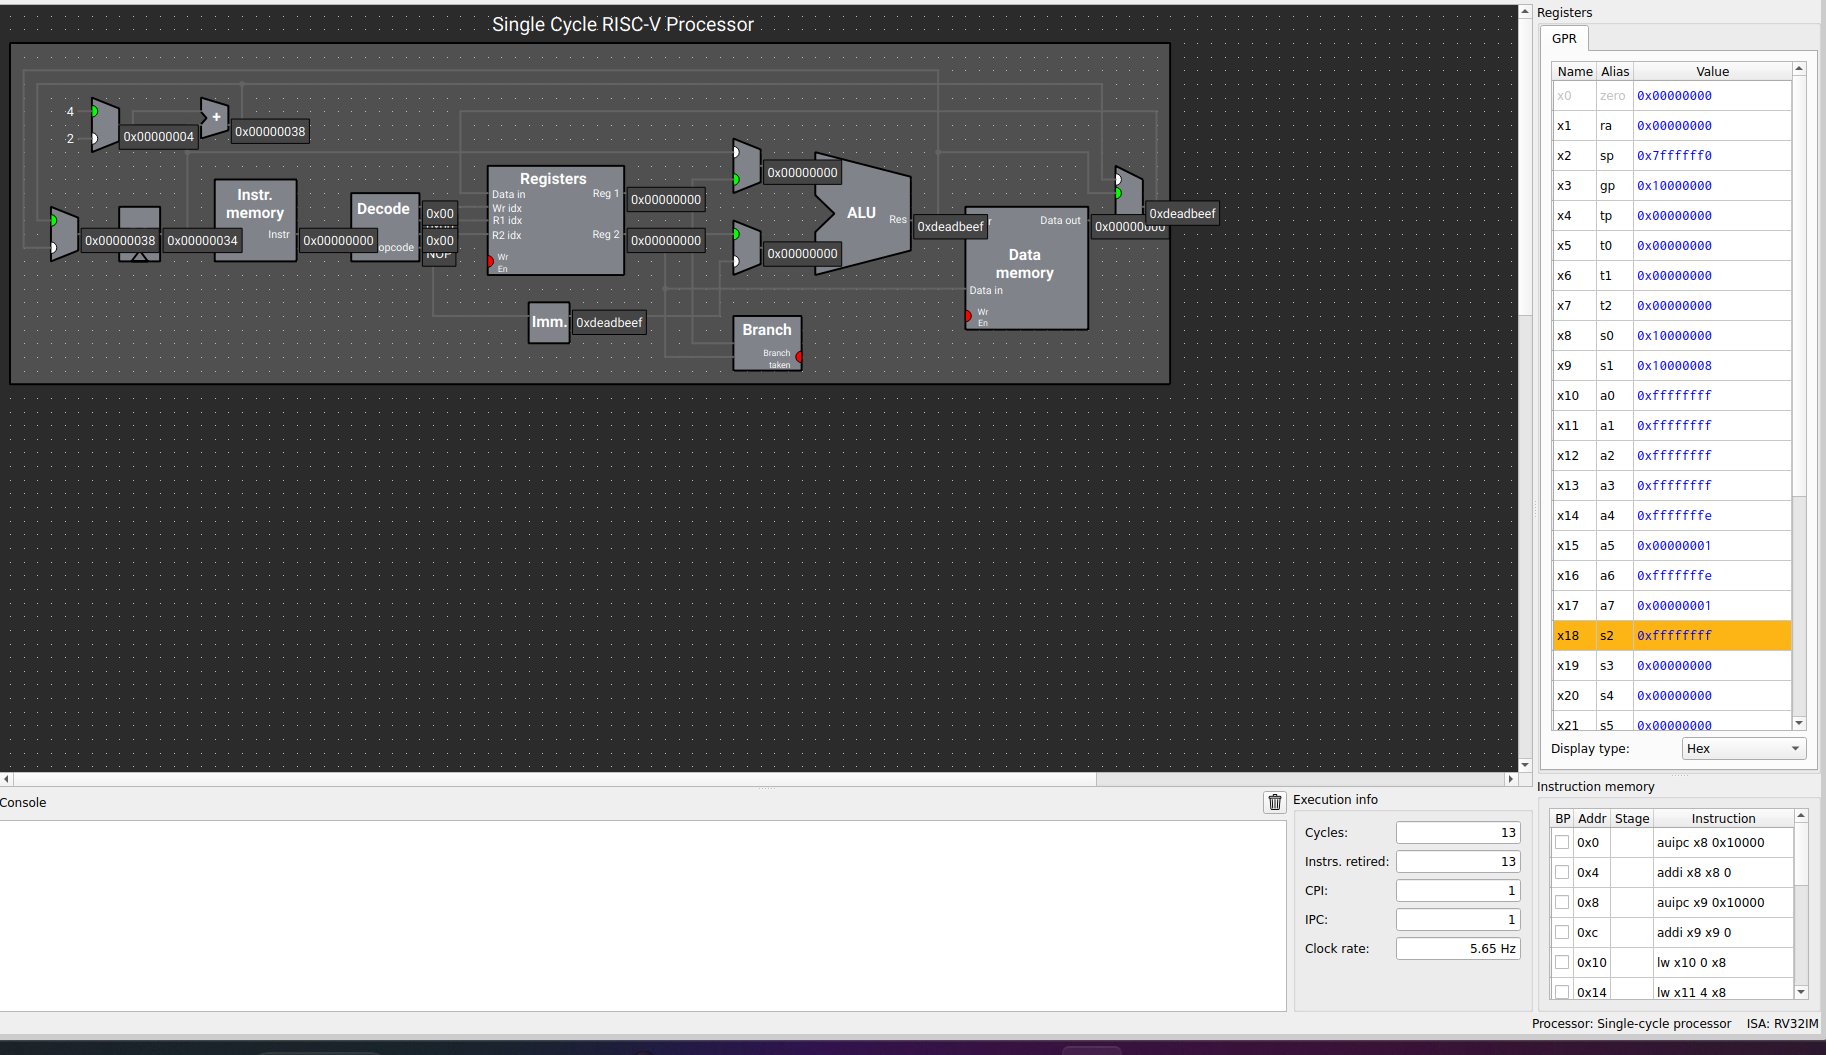 Single Cycle RISC-V Processor
4
2
0x00000004
+
0x00000038
0x00000038
0x00000034
Instr.
memory
Instr
0x00000000
Decode
opcode
0x00
0x00
NOP
Registers
Data in
Wr idx
R1 idx
R2 idx
Wr
En
Reg 1
Reg 2
0x00000000
0x00000000
Imm.
0xdeadbeef
0x00000000
0x00000000
ALU
Res
0xdeadbeef
Branch
Branch
taken
r
Data out
Data
memory
Data in
Wr
En
0x00000000
0xdeadbeef
Registers
GPR
Name Alias Value
x0 zero 0x00000000
x1 ra 0x00000000
x2 sp 0x7ffffff0
x3 gp 0x10000000
x4 tp 0x00000000
x5 t0 0x00000000
x6 t1 0x00000000
x7 t2 0x00000000
x8 s0 0x10000000
x9 s1 0x10000008
x10 a0 0xffffffff
x11 a1 0xffffffff
x12 a2 0xffffffff
x13 a3 0xffffffff
x14 a4 0xfffffffe
x15 a5 0x00000001
x16 a6 0xfffffffe
x17 a7 0x00000001
x18 s2 0xffffffff
x19 s3 0x00000000
x20 s4 0x00000000
x21 s5 0x00000000
Display type: Hex
Console
Execution info
Cycles: 13
Instrs. retired: 13
CPI: 1
IPC: 1
Clock rate: 5.65 Hz
Instruction memory
BP Addr Stage Instruction
0x0 auipc x8 0x10000
0x4 addi x8 x8 0
0x8 auipc x9 0x10000
0xc addi x9 x9 0
0x10 lw x10 0 x8
0x14 lw x11 4 x8
Processor: Single-cycle processor ISA: RV32IM